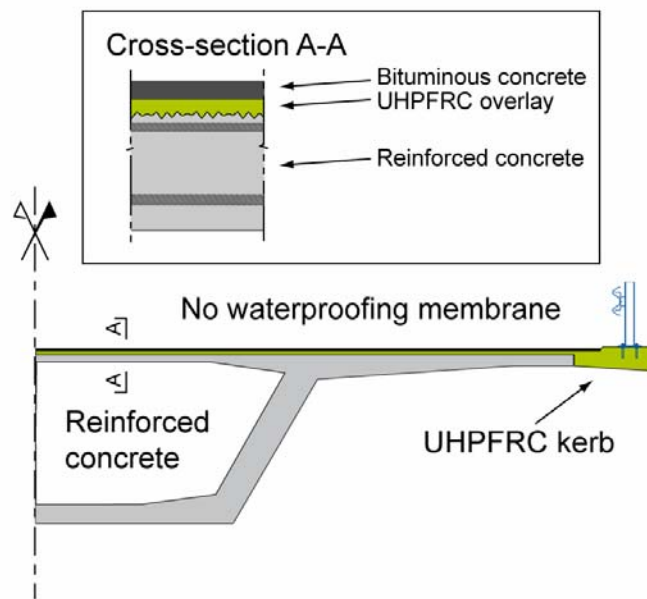 Cross-section A-A
Bituminous concrete
UHPFRC overlay
Reinforced concrete
No waterproofing membrane
A
A
Reinforced
concrete
UHPFRC kerb